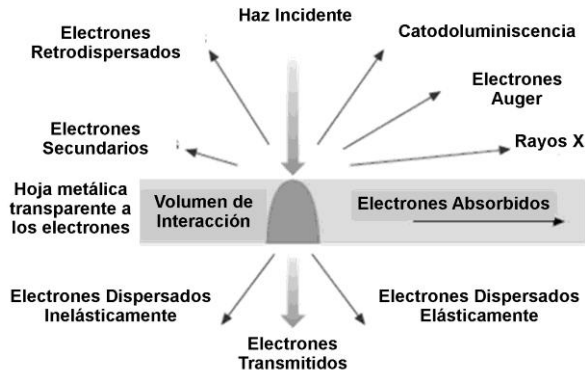 Haz Incidente
Electrones
Retrodispersados
Catodoluminiscencia
Electrones
Auger
Electrones
Secundarios
Rayos X
Hoja metálica
transparente a
los electrones
Volumen de
Interacción
Electrones Absorbidos
Electrones Dispersados
Inelásticamente
Electrones Dispersados
Elásticamente
Electrones
Transmitidos